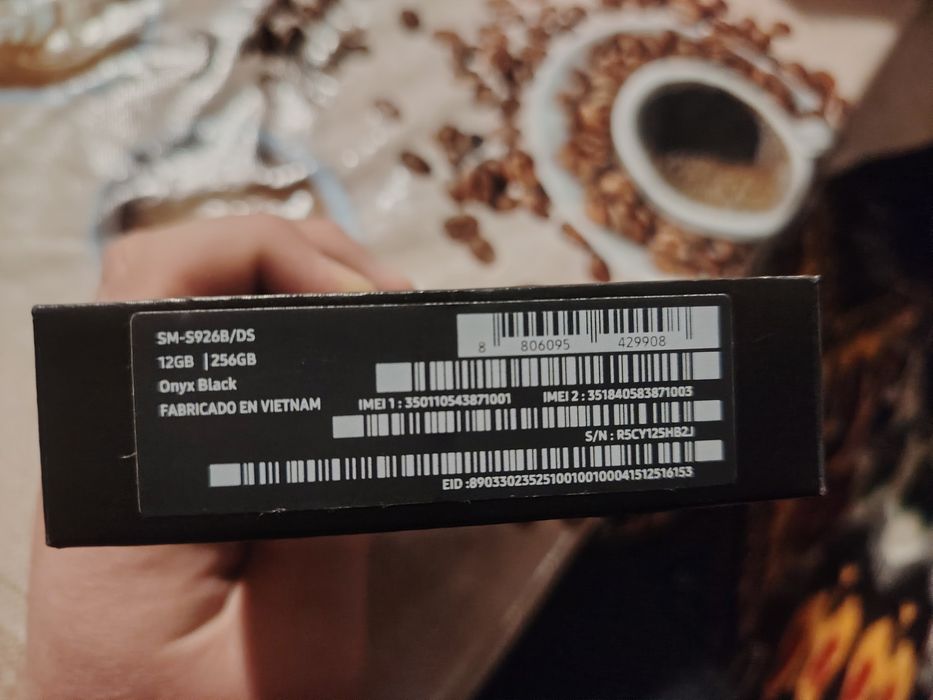 SM-S926B/DS
12GB | 256GB
Onyx Black
FABRICADO EN VIETNAM
8 806095 429908
IMEI 1 : 350110543871001 IMEI 2 : 351840583871003
S/N : R5CY125HB2J
EID :89033023525100100100041512516153